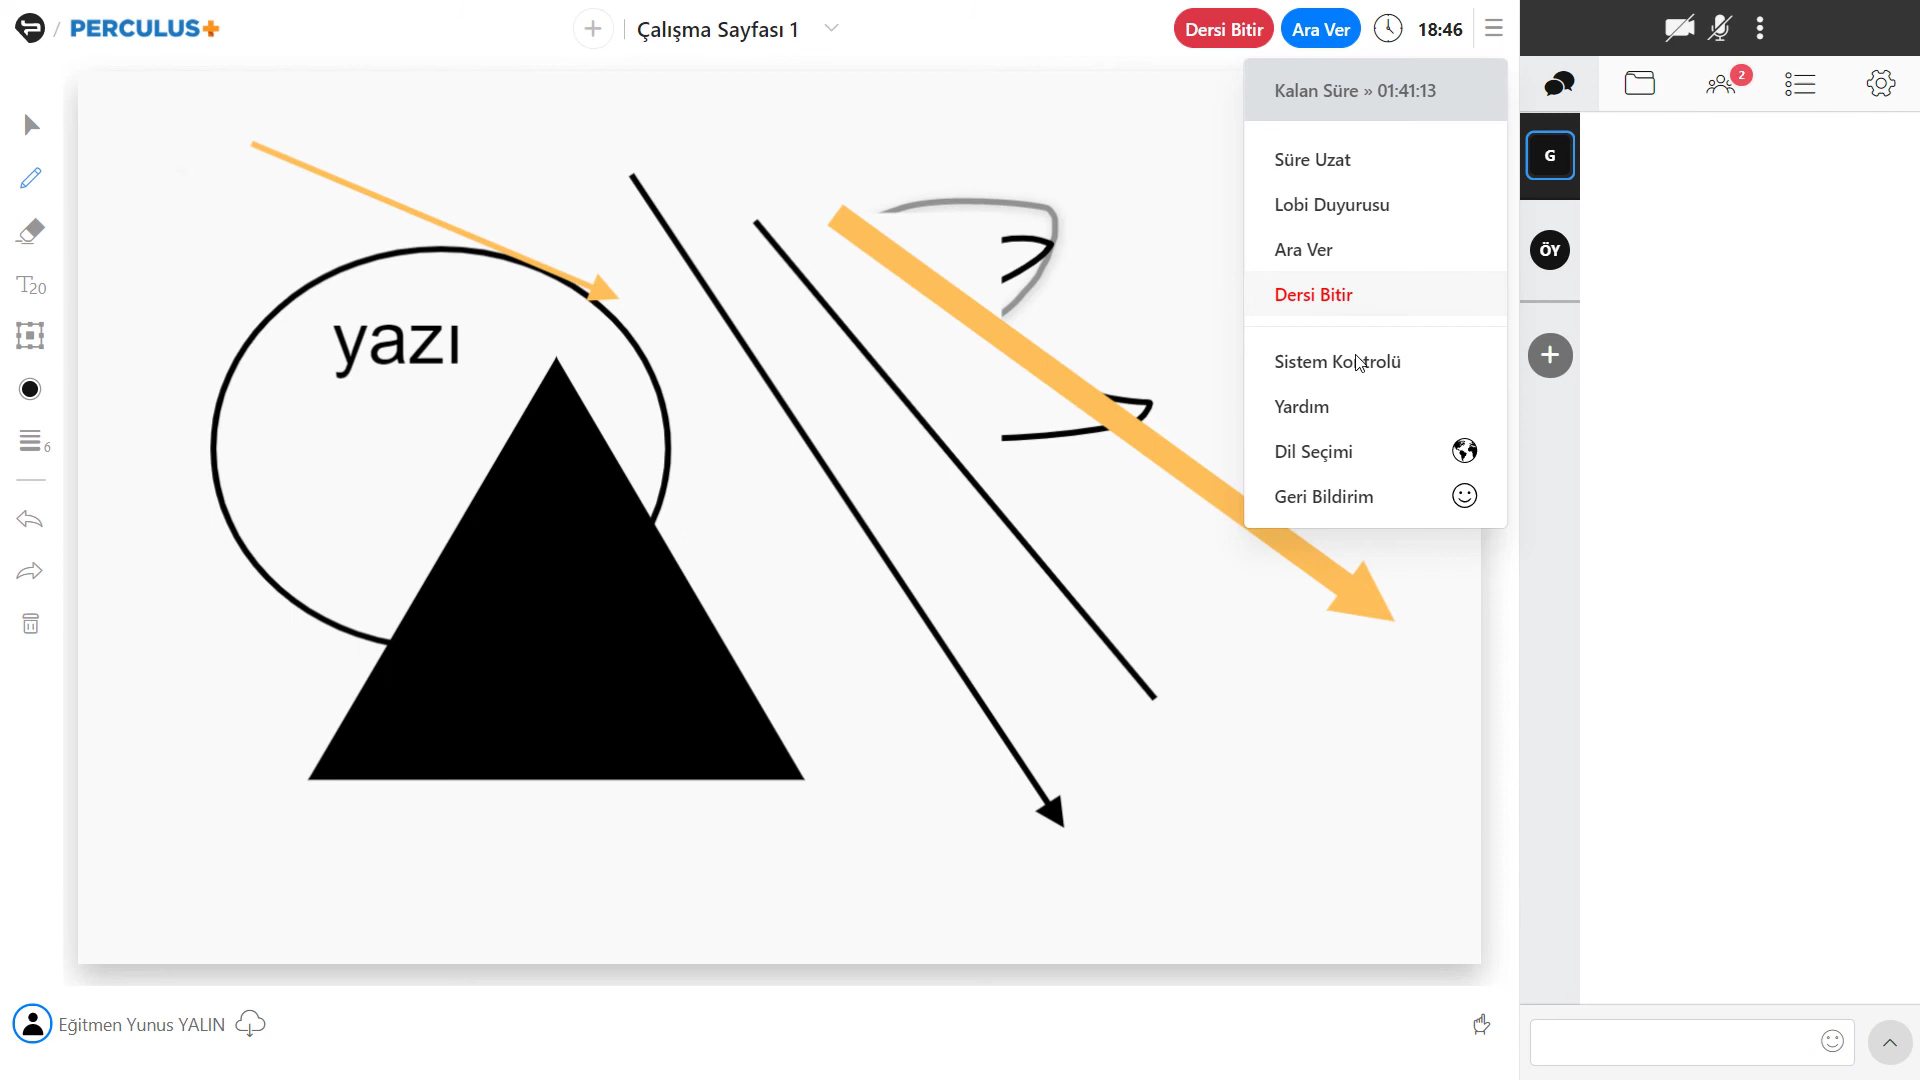 PERCULUS+
Çalışma Sayfası 1
Dersi Bitir
Ara Ver
18:46
Kalan Süre » 01:41:13
Süre Uzat
Lobi Duyurusu
Ara Ver
Dersi Bitir
Sistem Kontrolü
Yardım
Dil Seçimi
Geri Bildirim
2
G
ÖY
T20
6
yazı
Eğitmen Yunus YALIN